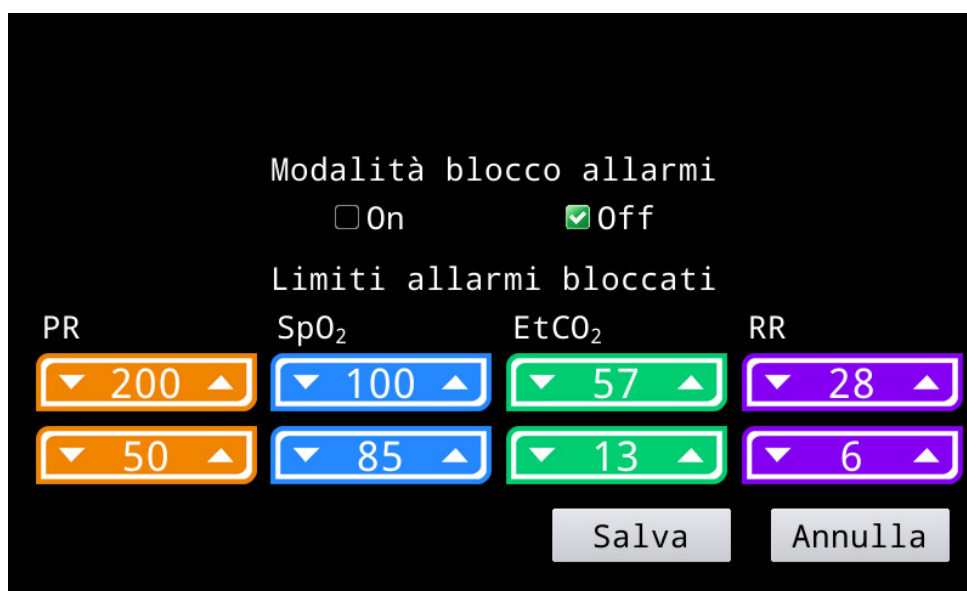 Modalità blocco allarmi
On Off
Limiti allarmi bloccati
PR SpO₂ EtCO₂ RR
200 100 57 28
50 85 13 6
Salva Annulla